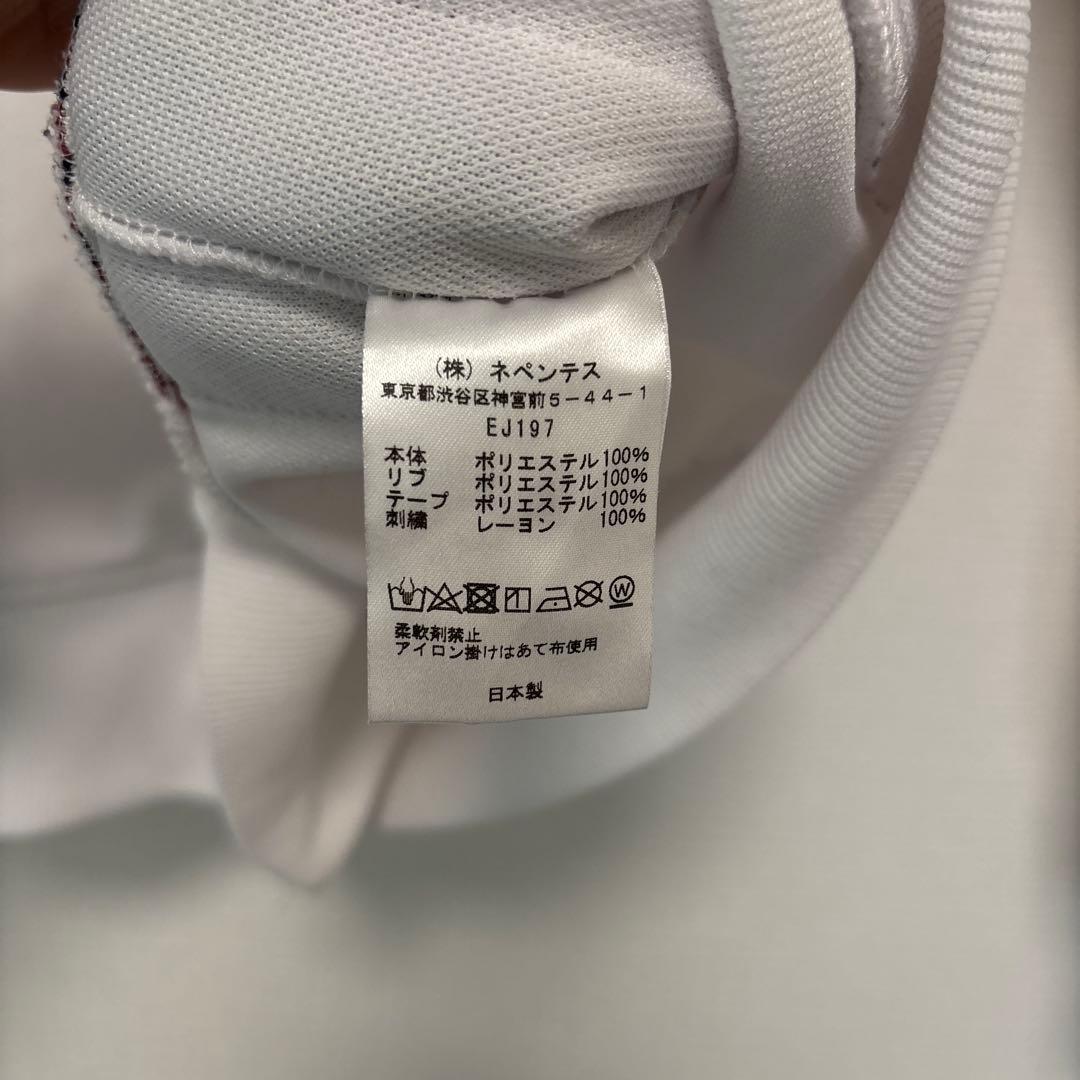 (株) ネペンテス
東京都渋谷区神宮前5-44-1
EJ197
本体 ポリエステル100%
リブ ポリエステル100%
テープ ポリエステル100%
刺繍 レーヨン 100%
W
柔軟剤禁止
アイロン掛けはあて布使用
日本製